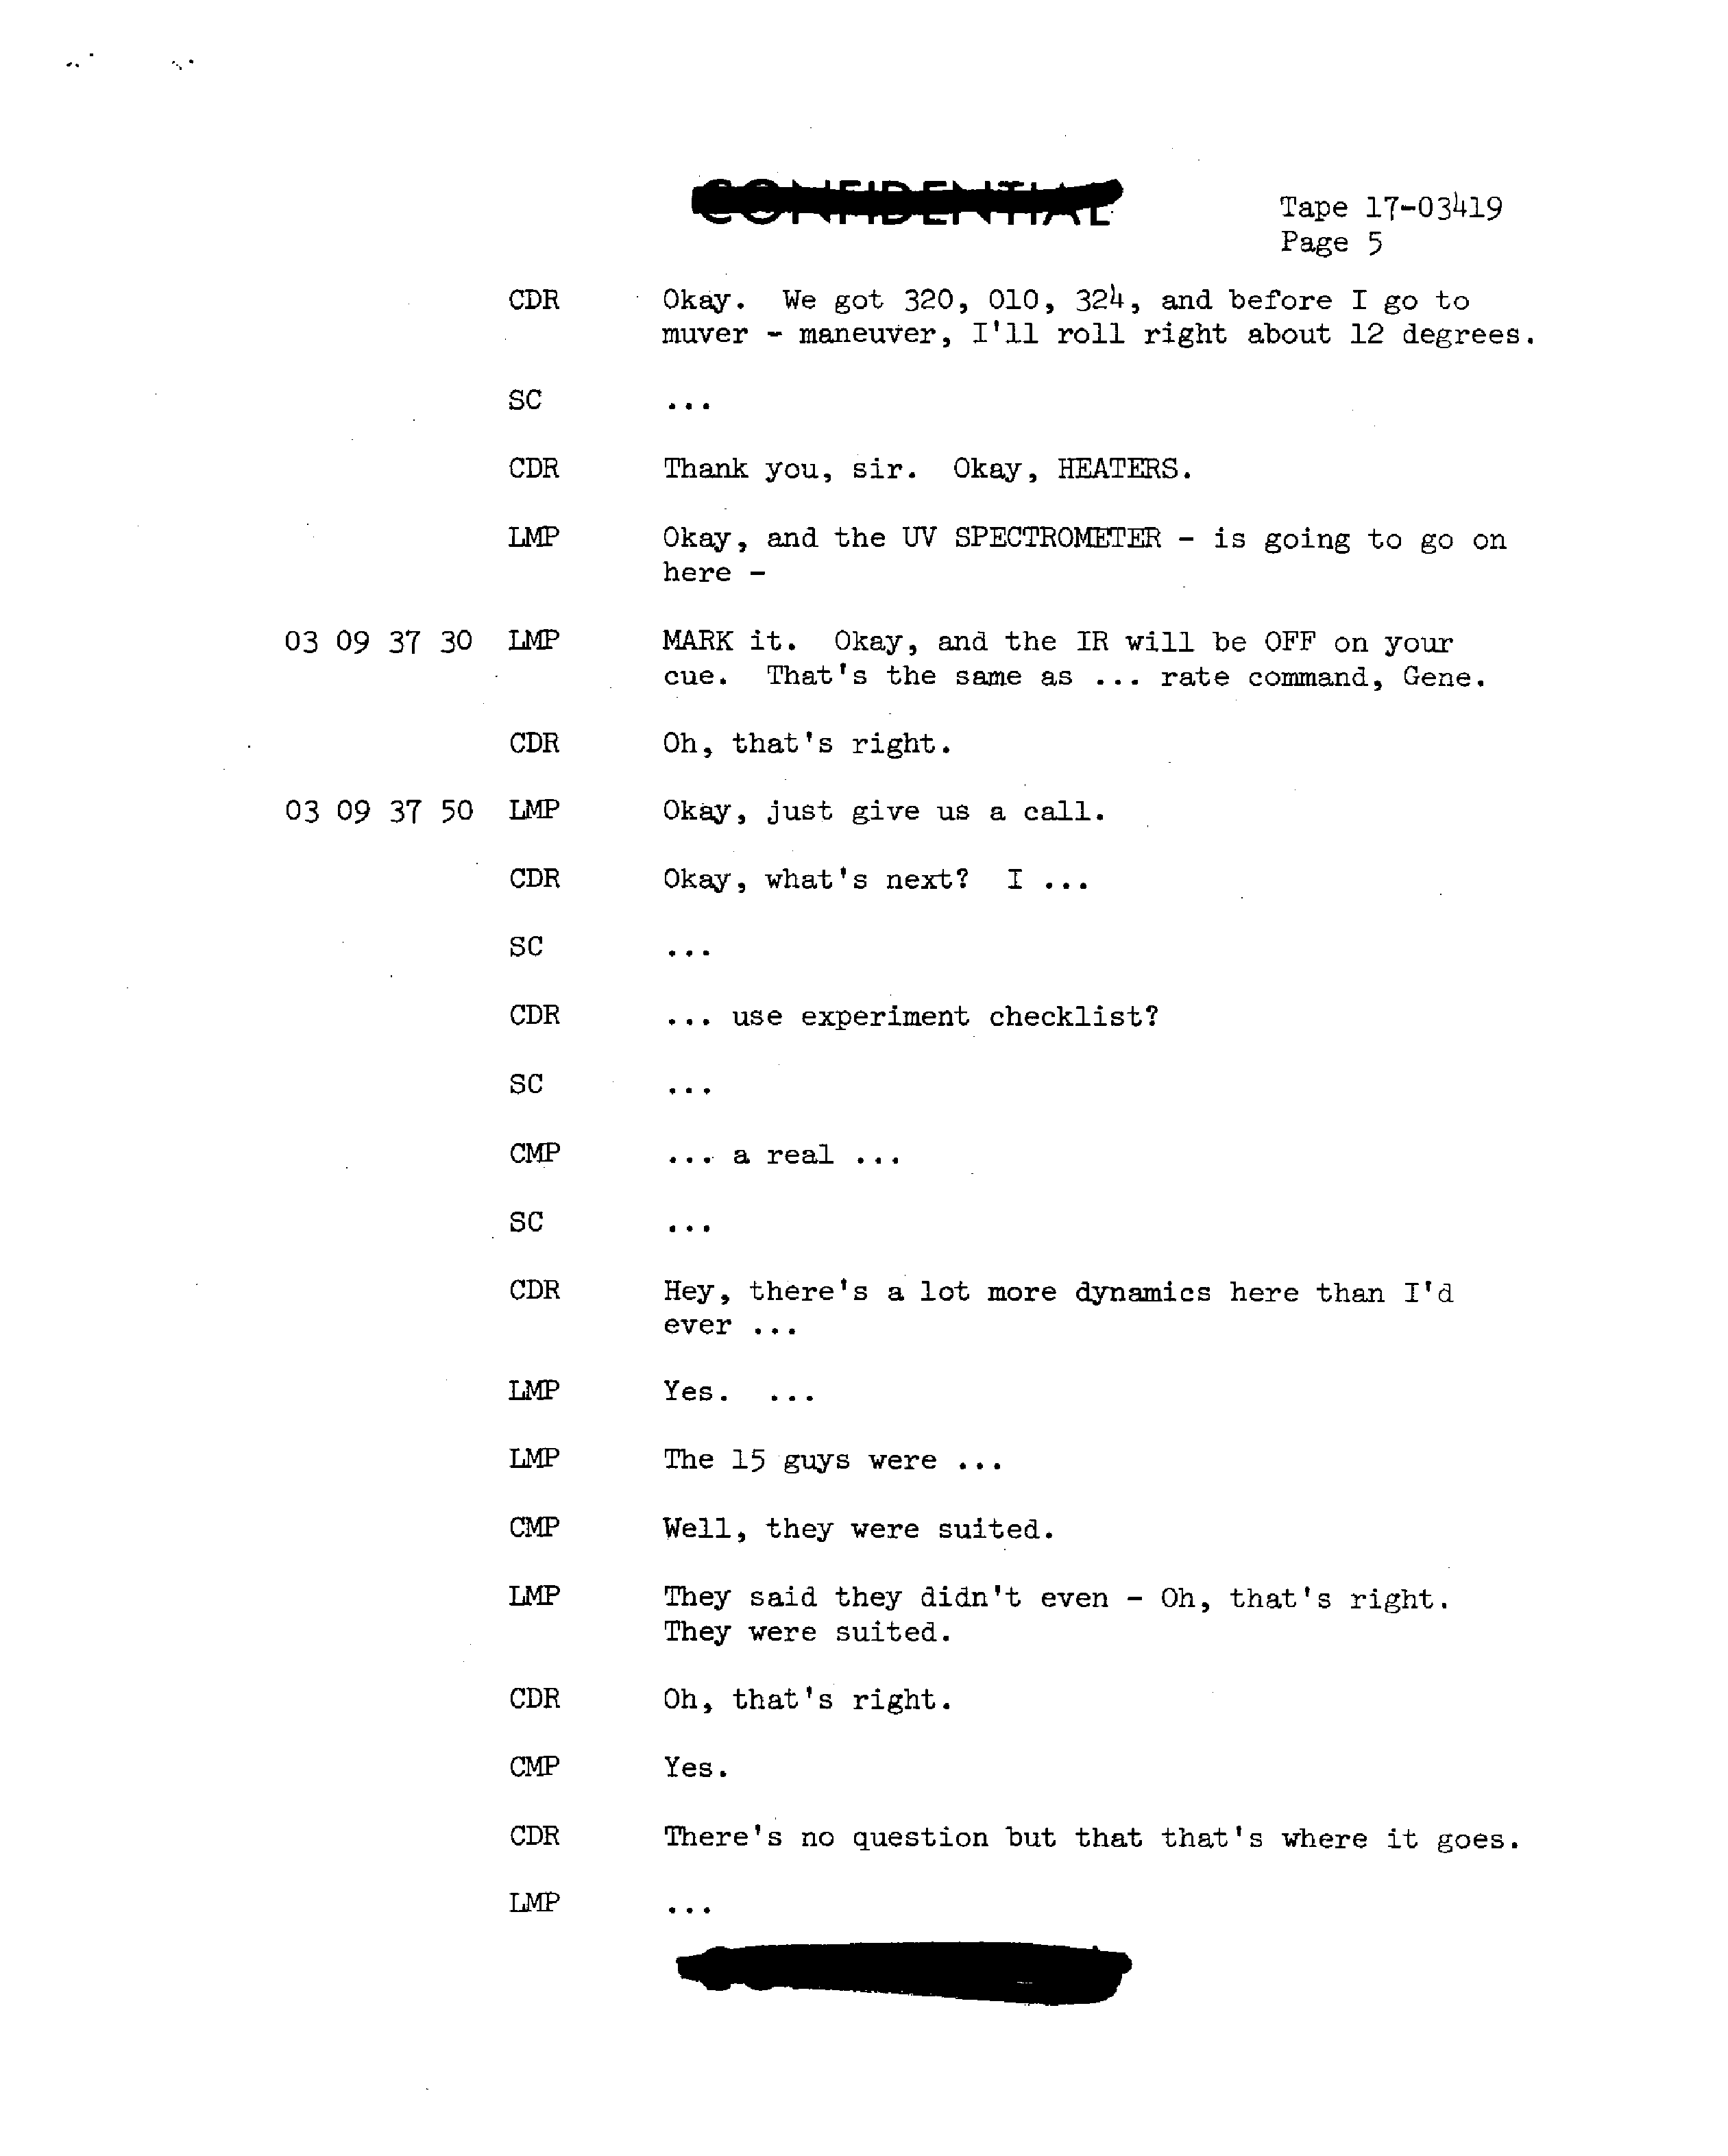 CONFIDENTIAL
Tape 17-03419
Page 5
CDR Okay. We got 320, 010, 324, and before I go to
muver - maneuver, I'll roll right about 12 degrees.
SC ...
CDR Thank you, sir. Okay, HEATERS.
LMP Okay, and the UV SPECTROMETER - is going to go on
here -
03 09 37 30 LMP MARK it. Okay, and the IR will be OFF on your
cue. That's the same as ... rate command, Gene.
CDR Oh, that's right.
03 09 37 50 LMP Okay, just give us a call.
CDR Okay, what's next? I ...
SC ...
CDR ... use experiment checklist?
SC ...
CMP ... a real ...
SC ...
CDR Hey, there's a lot more dynamics here than I'd
ever ...
LMP Yes. ...
LMP The 15 guys were ...
CMP Well, they were suited.
LMP They said they didn't even - Oh, that's right.
They were suited.
CDR Oh, that's right.
CMP Yes.
CDR There's no question but that that's where it goes.
LMP ...